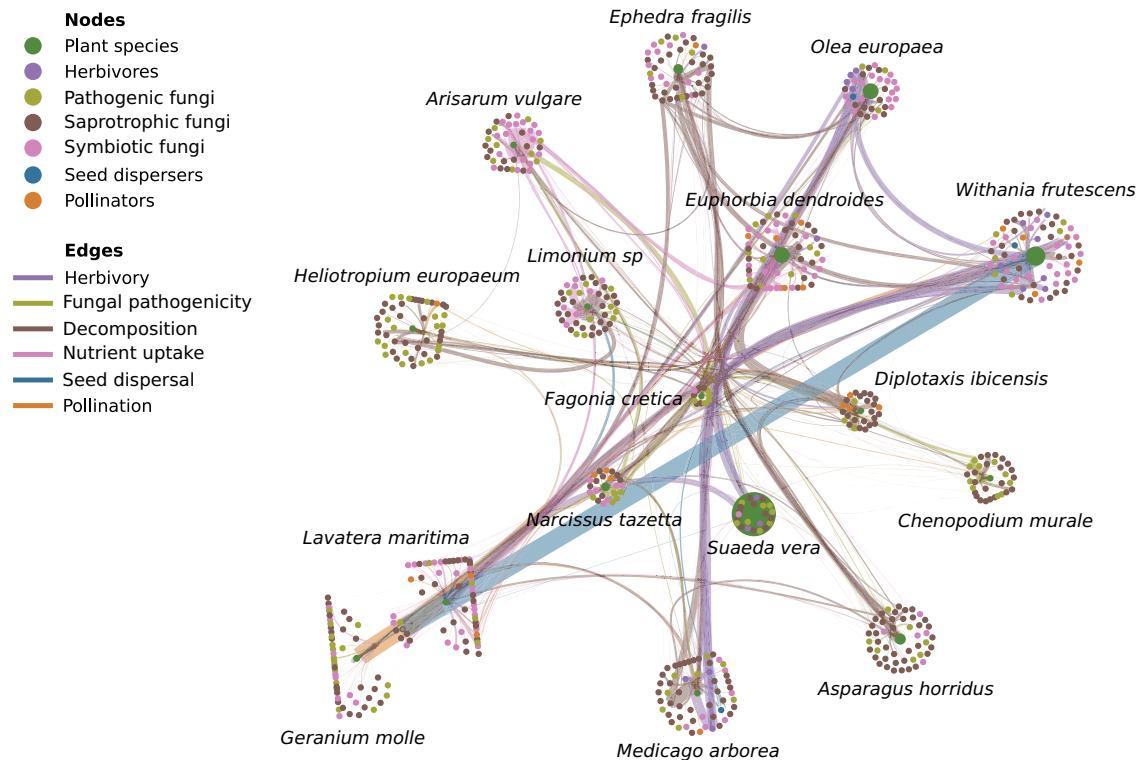 Nodes
Plant species
Herbivores
Pathogenic fungi
Saprotrophic fungi
Symbiotic fungi
Seed dispersers
Pollinators
Edges
Herbivory
Fungal pathogenicity
Decomposition
Nutrient uptake
Seed dispersal
Pollination
Ephedra fragilis
Olea europaea
Arisarum vulgare
Withania frutescens
Euphorbia dendroides
Limonium sp
Heliotropium europaeum
Diplotaxis ibicensis
Fagonia cretica
Narcissus tazetta
Chenopodium murale
Suaeda vera
Lavatera maritima
Asparagus horridus
Geranium molle
Medicago arborea